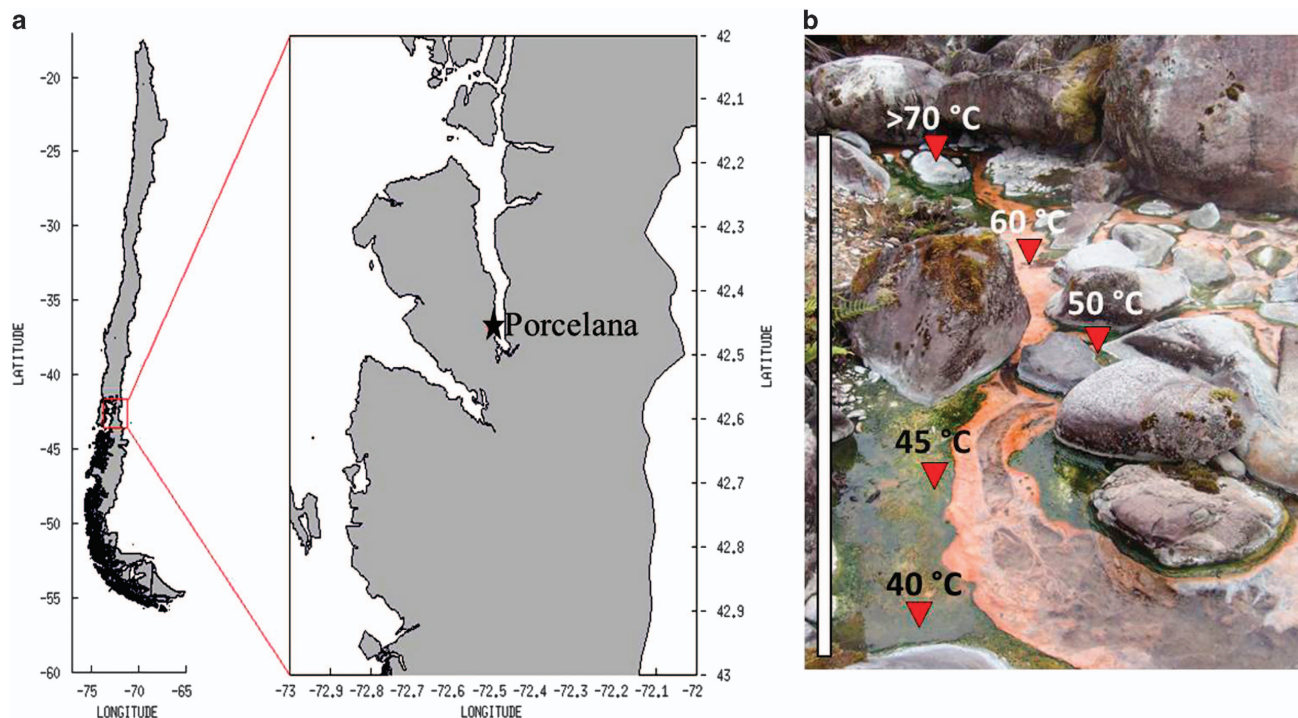 a
-20
-25
-30
-35
-40
-45
-50
-55
-60
LATITUDE
-75 -70 -65
LONGITUDE
Porcelana
42
42.1
42.2
42.3
42.4
42.5
42.6
42.7
42.8
42.9
43
LATITUDE
-73 -72.9 -72.8 -72.7 -72.6 -72.5 -72.4 -72.3 -72.2 -72.1 -72
LONGITUDE
b
>70 °C
60 °C
50 °C
45 °C
40 °C